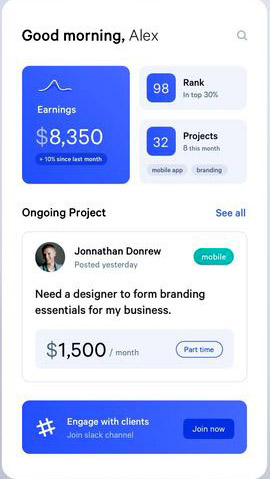 Good morning, Alex
Earnings
$8,350
+ 10% since last month
98
Rank
In top 30%
32
Projects
8 this month
mobile app
branding
Ongoing Project
See all
Jonnathan Donrew
Posted yesterday
mobile
Need a designer to form branding
essentials for my business.
$1,500 / month
Part time
Engage with clients
Join slack channel
Join now